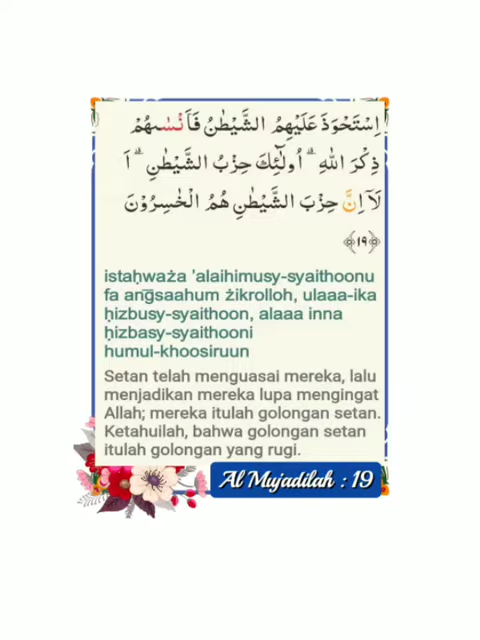 اِسْتَحْوَذَ عَلَيْهِمُ الشَّيْطٰنُ فَاَنْسٰىهُمْ
ذِكْرَ اللّٰهِ ۗ اُولٰۤىِٕكَ حِزْبُ الشَّيْطٰنِ ۗ اَ
لَآ اِنَّ حِزْبَ الشَّيْطٰنِ هُمُ الْخٰسِرُوْنَ
﴿١٩﴾
istaḥważa 'alaihimusy-syaithoonu
fa ang̅saahum żikrolloh, ulaaa-ika
ḥizbusy-syaithoon, alaaa inna
ḥizbasy-syaithooni
humul-khoosiruun
Setan telah menguasai mereka, lalu
menjadikan mereka lupa mengingat
Allah; mereka itulah golongan setan.
Ketahuilah, bahwa golongan setan
itulah golongan yang rugi.
Al Mujadilah : 19